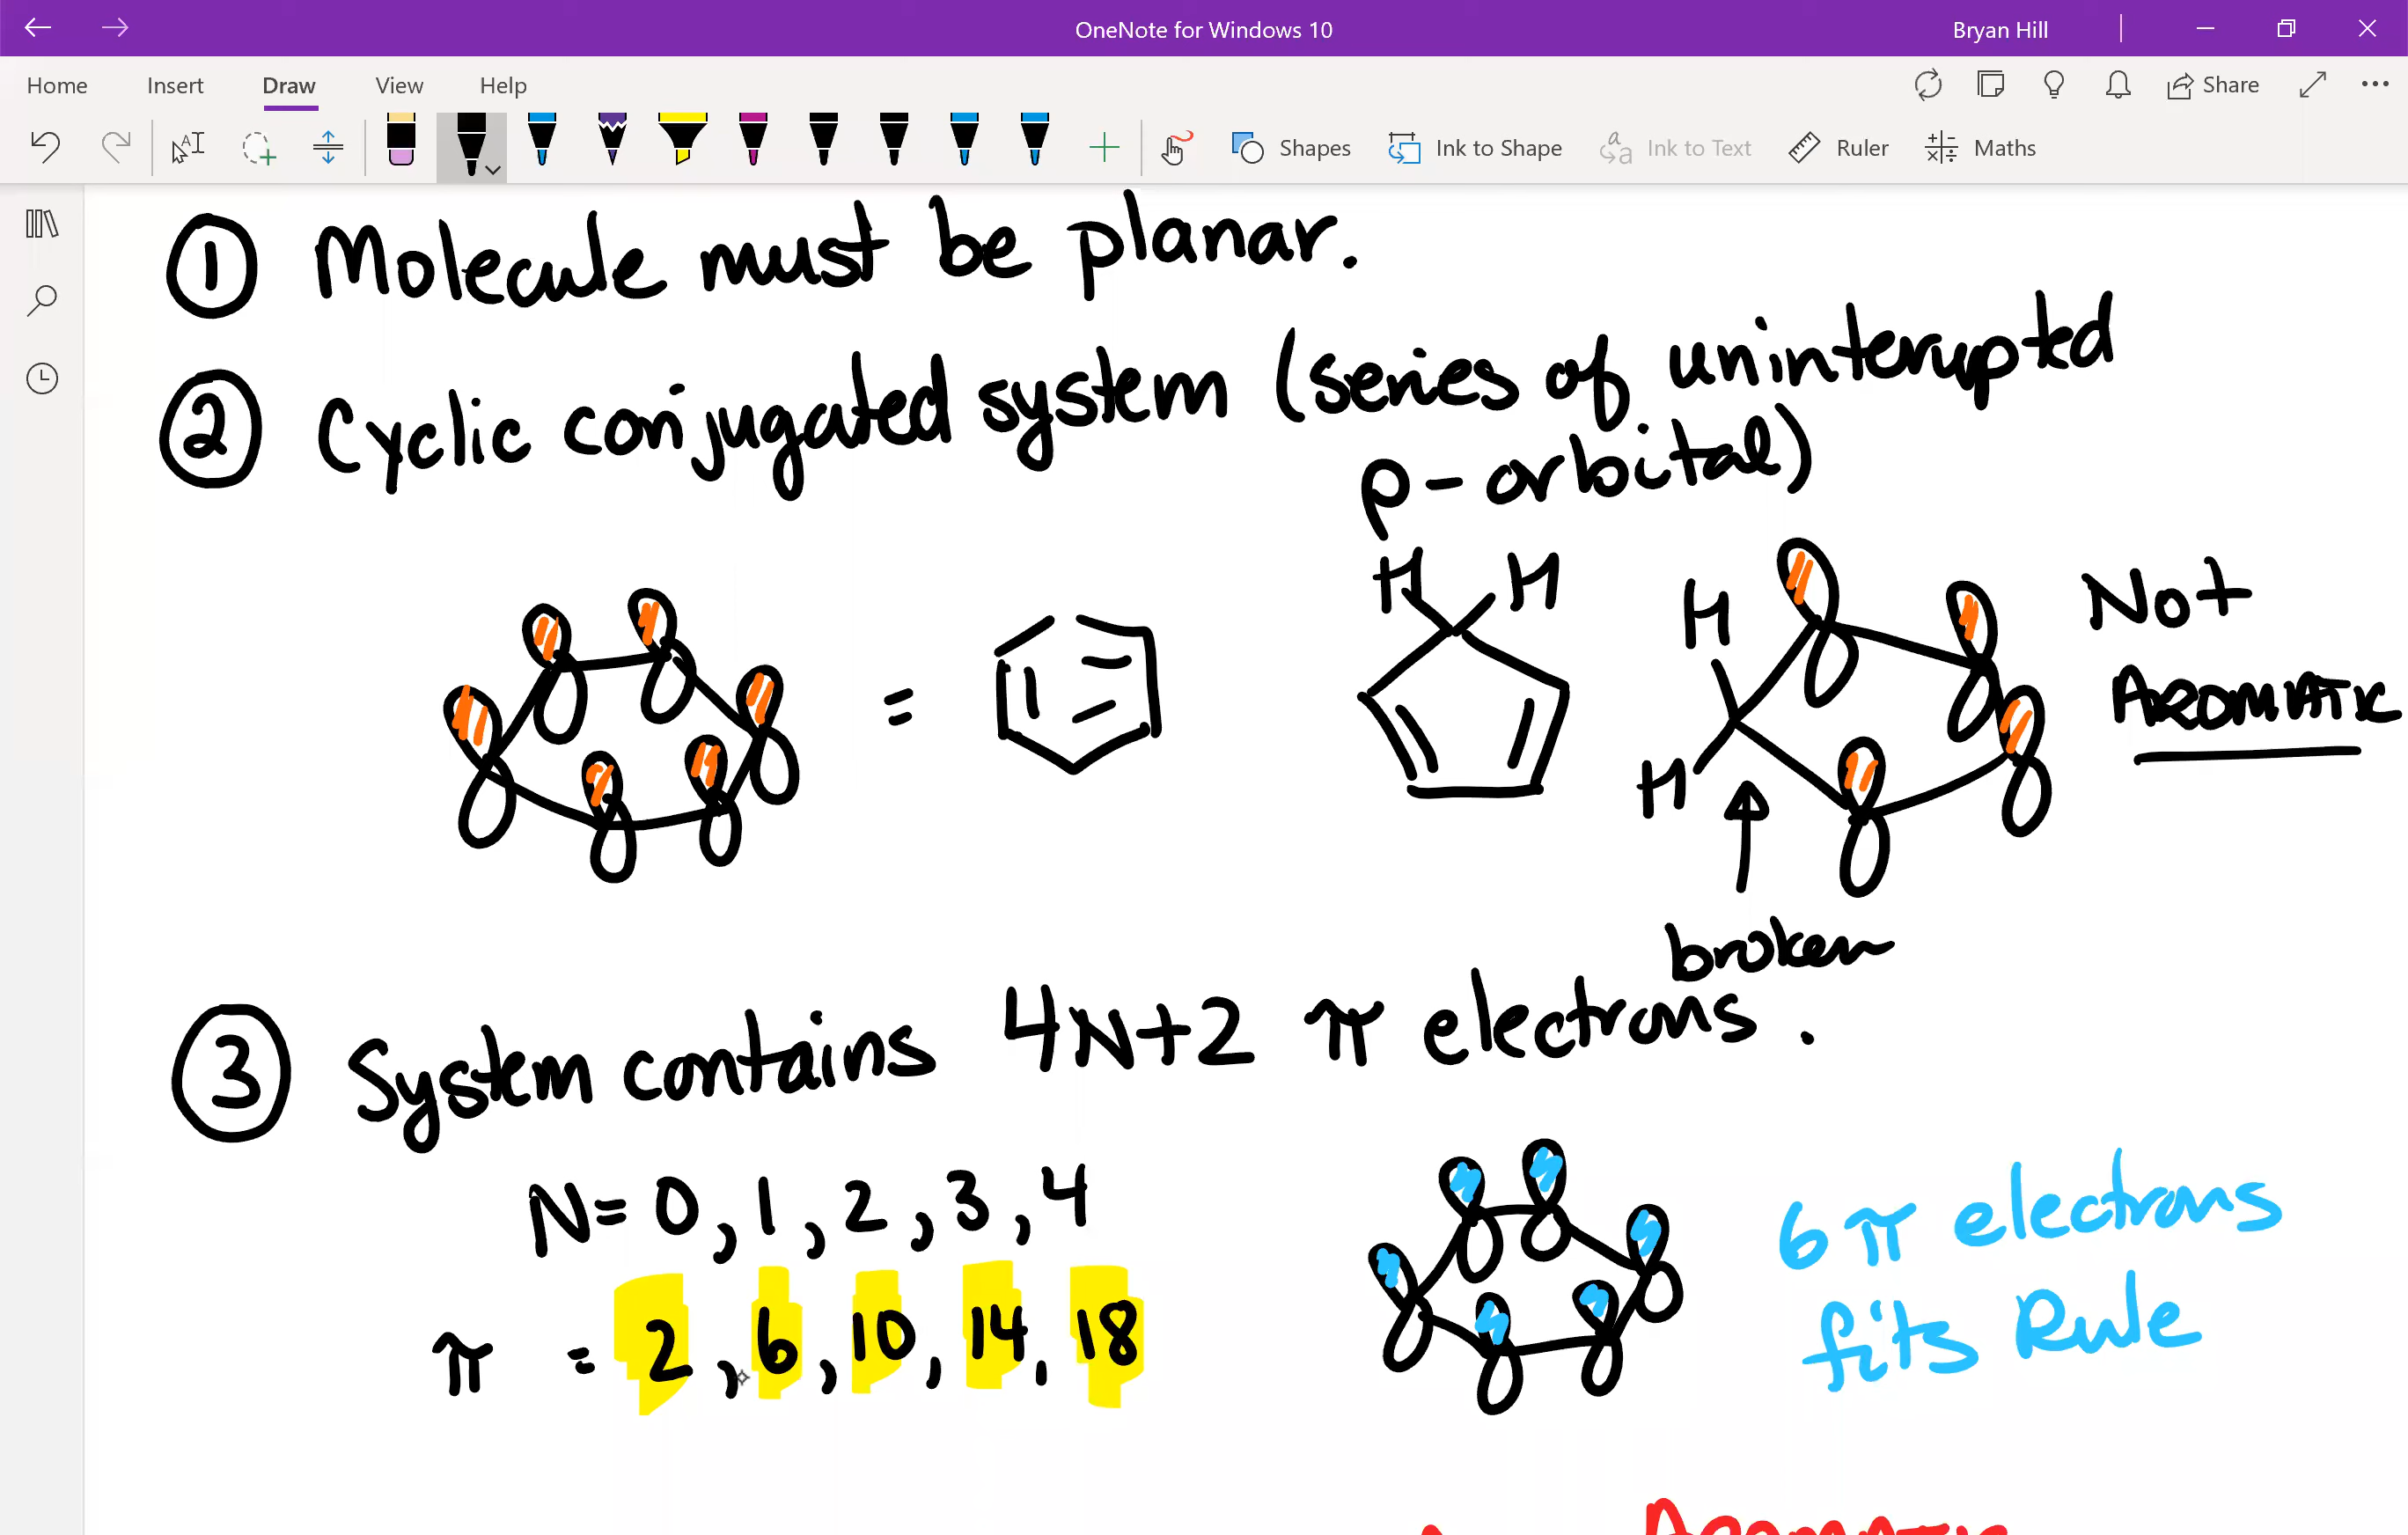 OneNote for Windows 10
Bryan Hill
Home Insert Draw View Help
Share
Shapes Ink to Shape Ink to Text Ruler Maths
① Molecule must be planar.
② Cyclic conjugated system (series of uninterupted
p-orbital)
H H
H
H
Not
Aromatic
broken
③ System contains 4N+2 π electrons.
N= 0, 1, 2, 3, 4
π = 2, 6, 10, 14, 18
6 π electrons
fits Rule